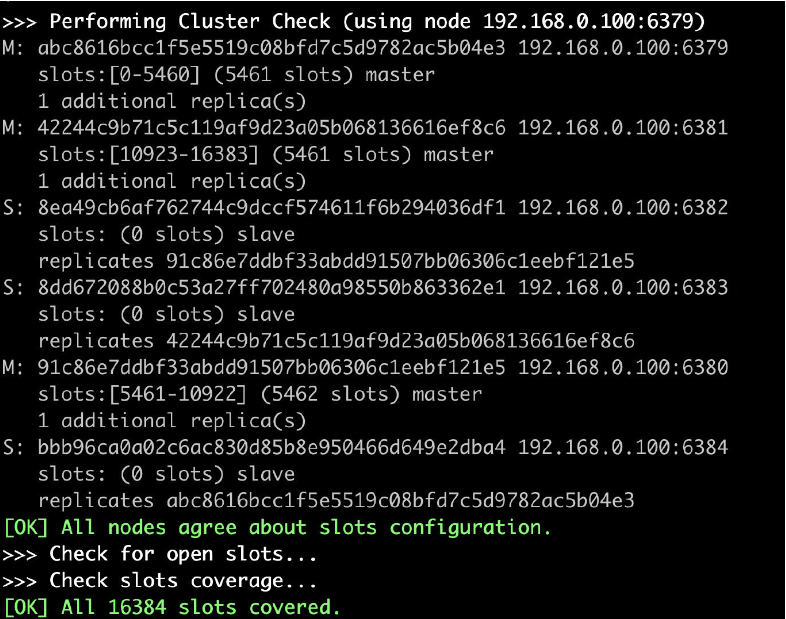 >>> Performing Cluster Check (using node 192.168.0.100:6379)
M: abc8616bcc1f5e5519c08bfd7c5d9782ac5b04e3 192.168.0.100:6379
   slots:[0-5460] (5461 slots) master
   1 additional replica(s)
M: 42244c9b71c5c119af9d23a05b068136616ef8c6 192.168.0.100:6381
   slots:[10923-16383] (5461 slots) master
   1 additional replica(s)
S: 8ea49cb6af762744c9dccf574611f6b294036df1 192.168.0.100:6382
   slots: (0 slots) slave
   replicates 91c86e7ddbf33abdd91507bb06306c1eebf121e5
S: 8dd672088b0c53a27ff702480a98550b863362e1 192.168.0.100:6383
   slots: (0 slots) slave
   replicates 42244c9b71c5c119af9d23a05b068136616ef8c6
M: 91c86e7ddbf33abdd91507bb06306c1eebf121e5 192.168.0.100:6380
   slots:[5461-10922] (5462 slots) master
   1 additional replica(s)
S: bbb96ca0a02c6ac830d85b8e950466d649e2dba4 192.168.0.100:6384
   slots: (0 slots) slave
   replicates abc8616bcc1f5e5519c08bfd7c5d9782ac5b04e3
[OK] All nodes agree about slots configuration.
>>> Check for open slots...
>>> Check slots coverage...
[OK] All 16384 slots covered.